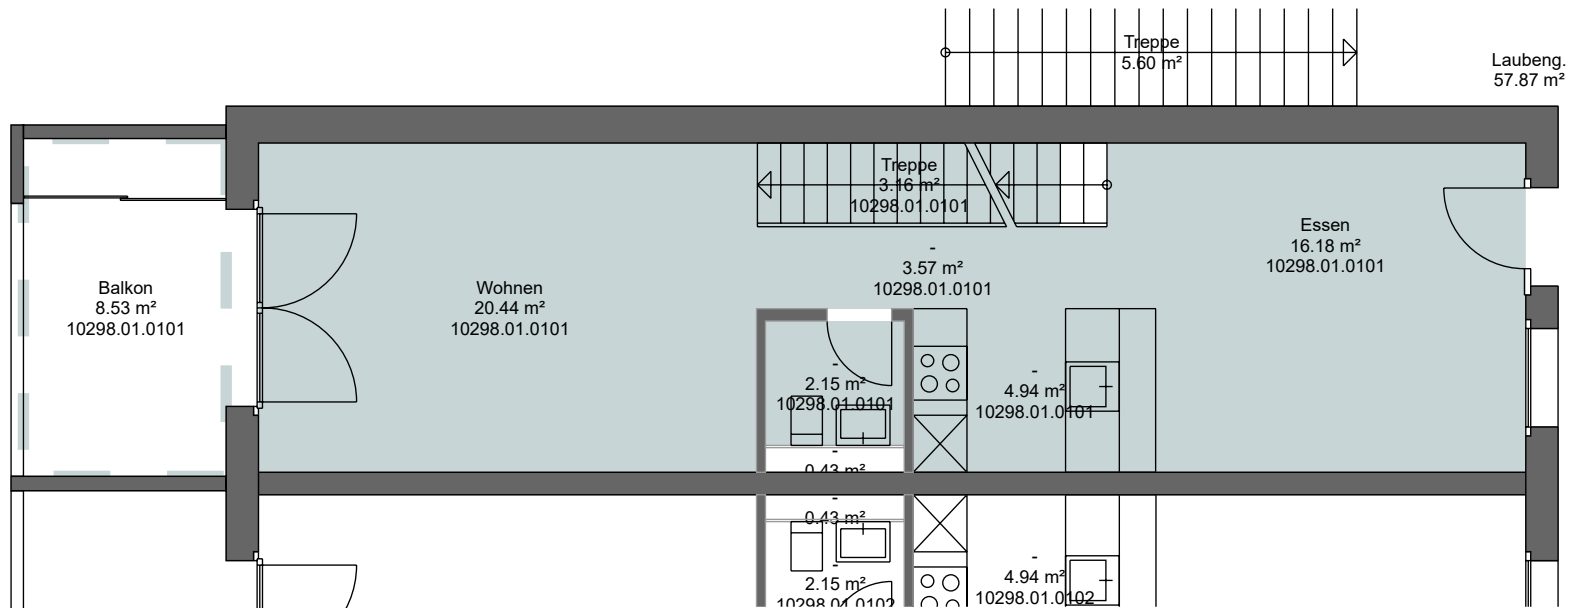 Treppe
5.60 m²
Laubeng.
57.87 m²
Treppe
3.16 m²
10298.01.0101
Essen
16.18 m²
10298.01.0101
-
3.57 m²
10298.01.0101
Balkon
8.53 m²
10298.01.0101
Wohnen
20.44 m²
10298.01.0101
-
2.15 m²
10298.01.0101
-
4.94 m²
10298.01.0101
-
0.43 m²
-
0.43 m²
-
2.15 m²
10298.01.0102
-
4.94 m²
10298.01.0102